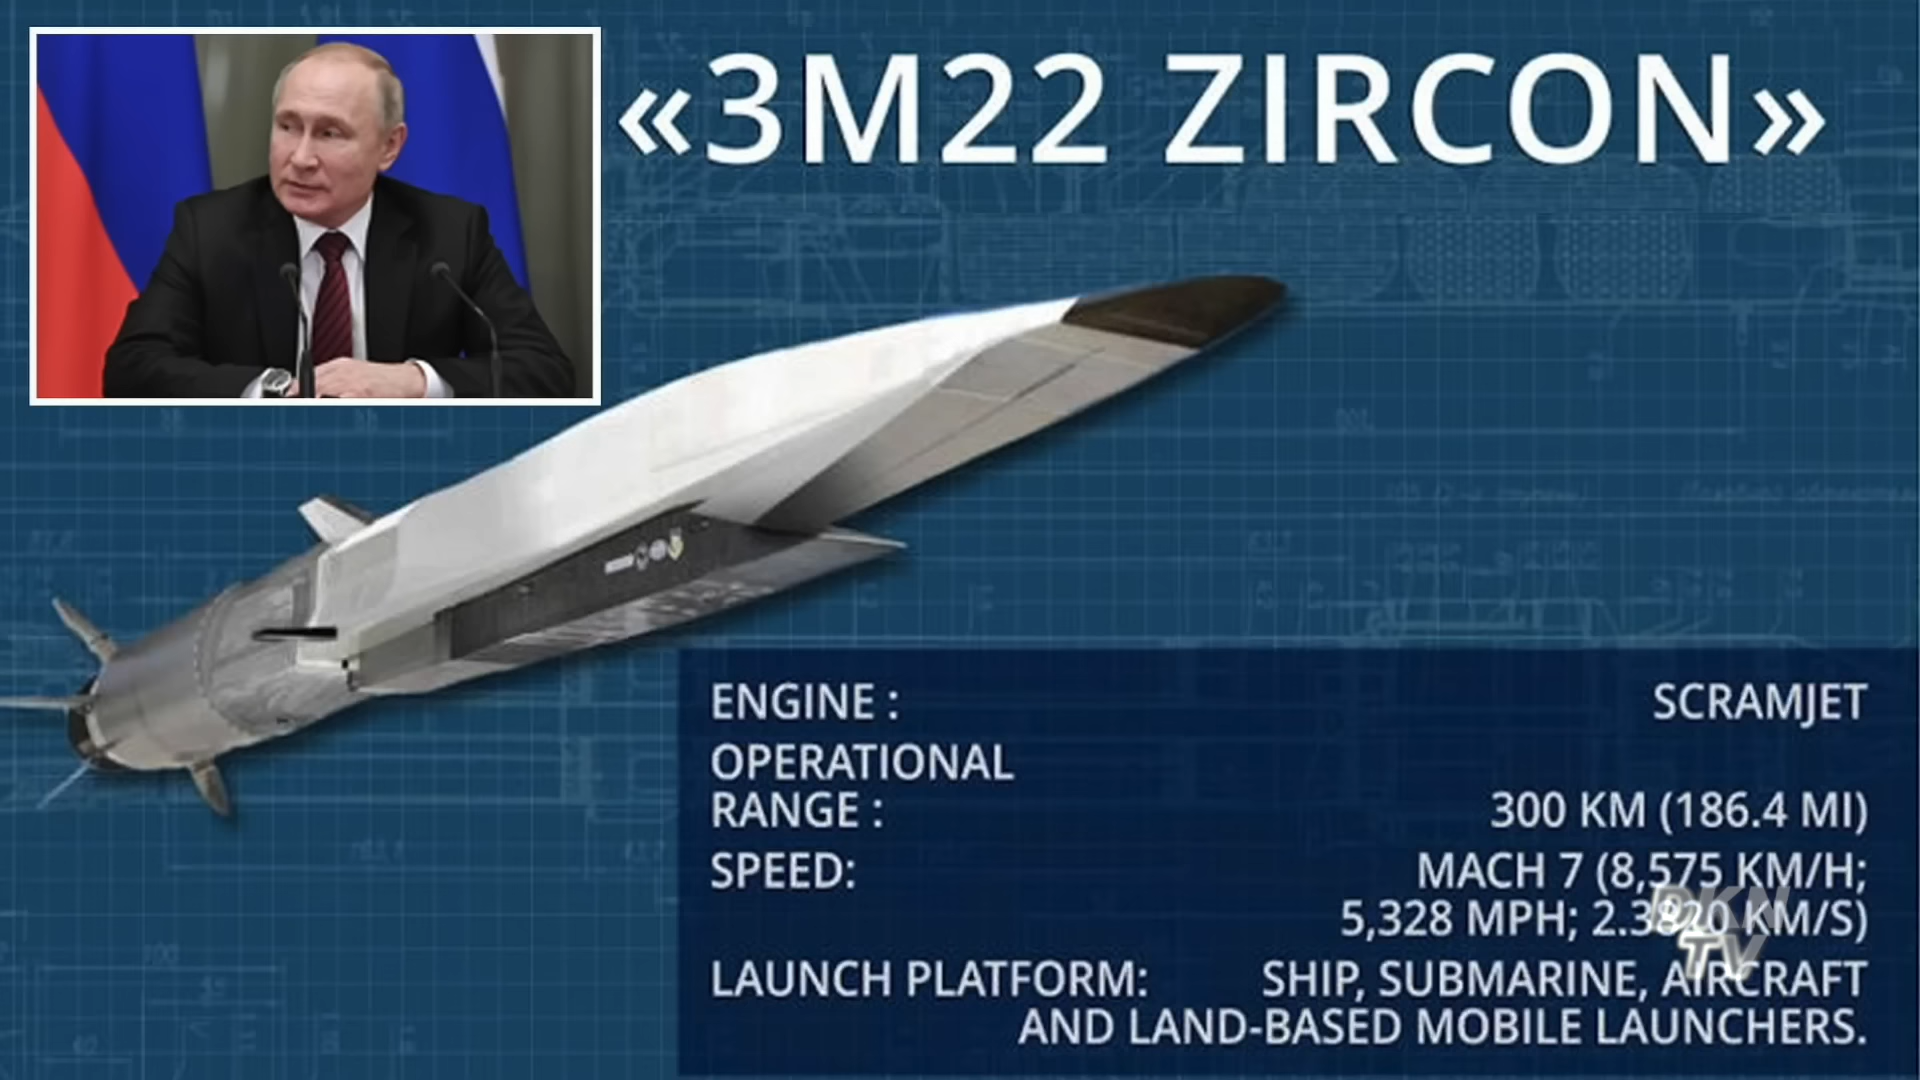 «3M22 ZIRCON»
ENGINE : SCRAMJET
OPERATIONAL
RANGE : 300 KM (186.4 MI)
SPEED: MACH 7 (8,575 KM/H;
5,328 MPH; 2.3820 KM/S)
LAUNCH PLATFORM: SHIP, SUBMARINE, AIRCRAFT
AND LAND-BASED MOBILE LAUNCHERS.
TV